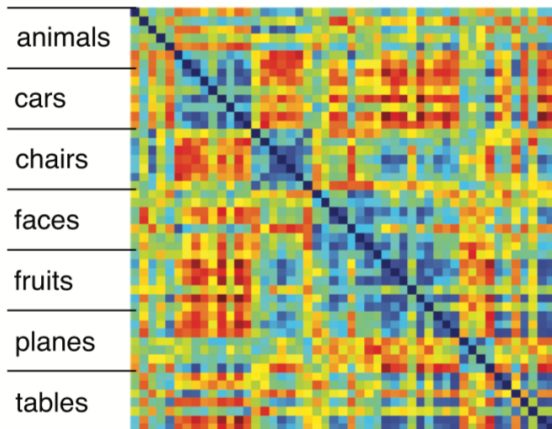 animals
cars
chairs
faces
fruits
planes
tables